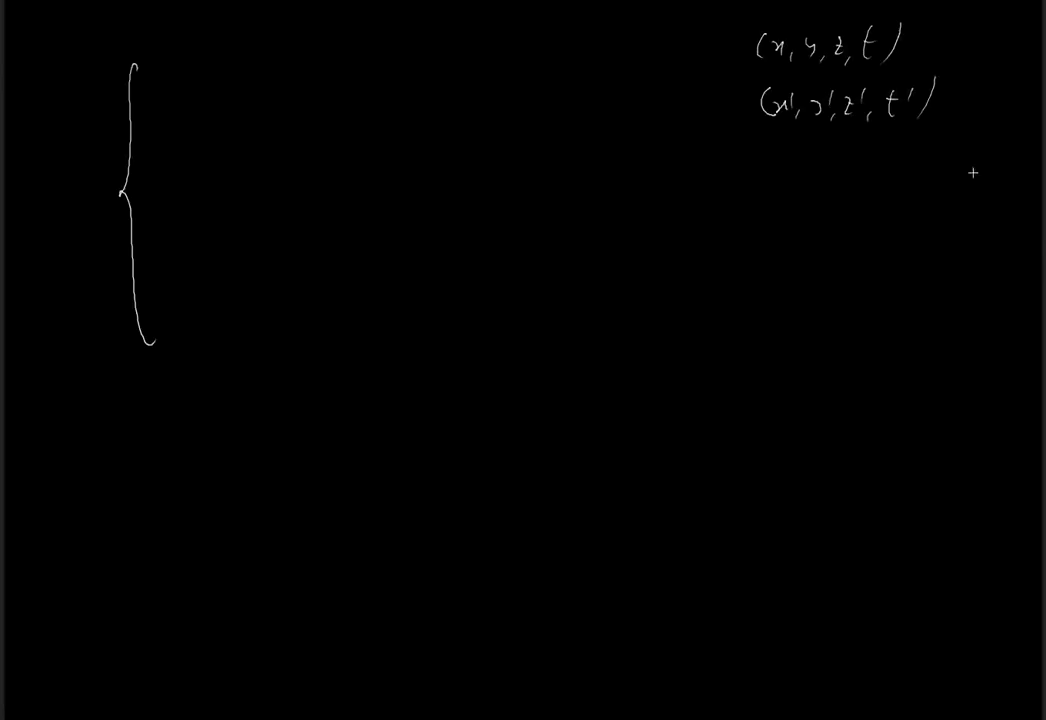 (x, y, z, t)
(x', y', z', t')